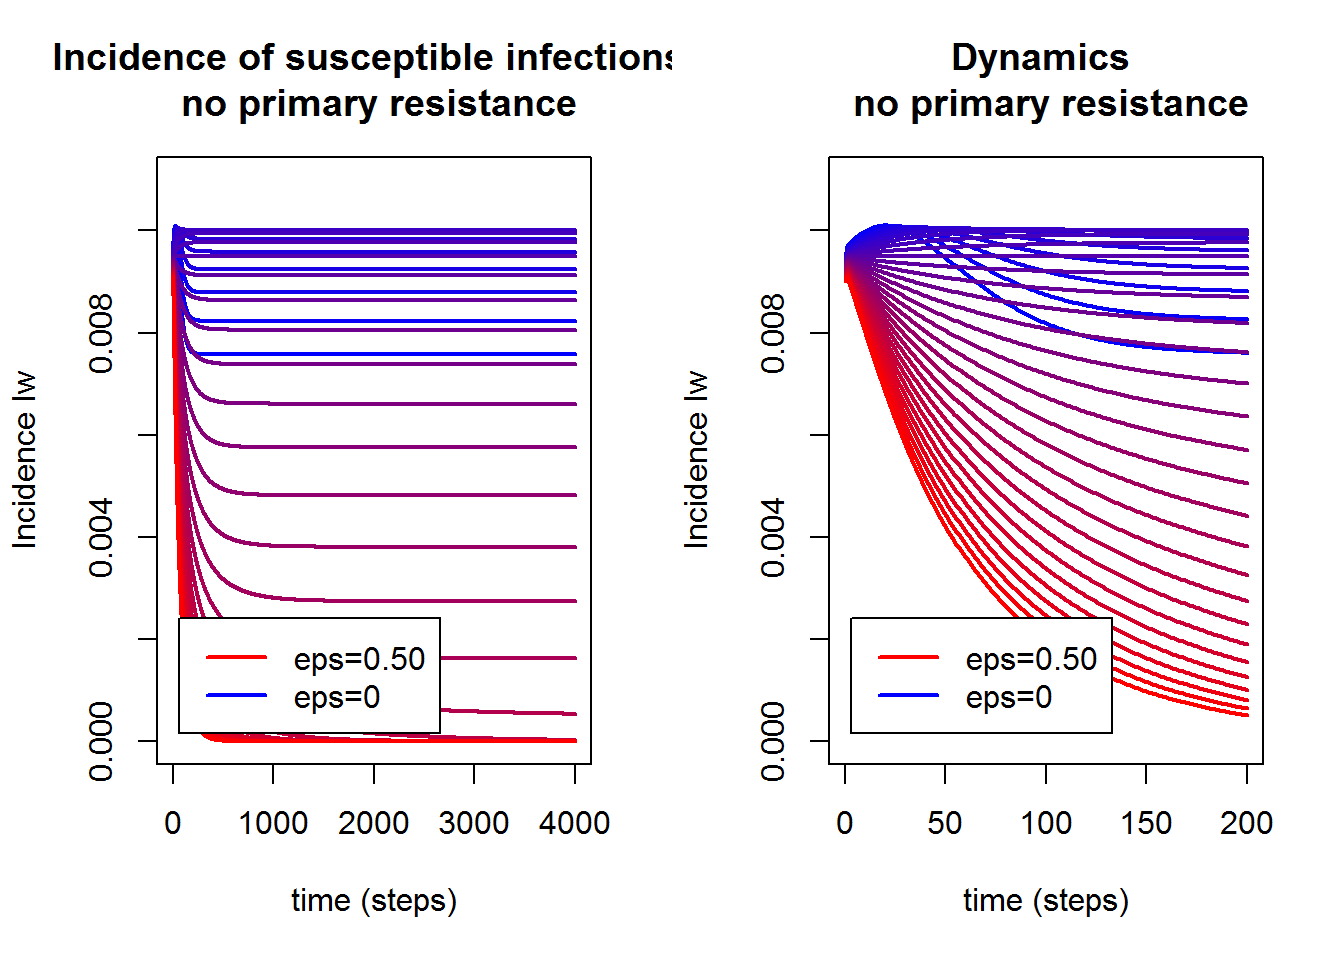 Incidence of susceptible infections
no primary resistance
Incidence Iw
0.000
0.004
0.008
eps=0.50
eps=0
0 1000 2000 3000 4000
time (steps)
Dynamics
no primary resistance
Incidence Iw
0.000
0.004
0.008
eps=0.50
eps=0
0 50 100 150 200
time (steps)